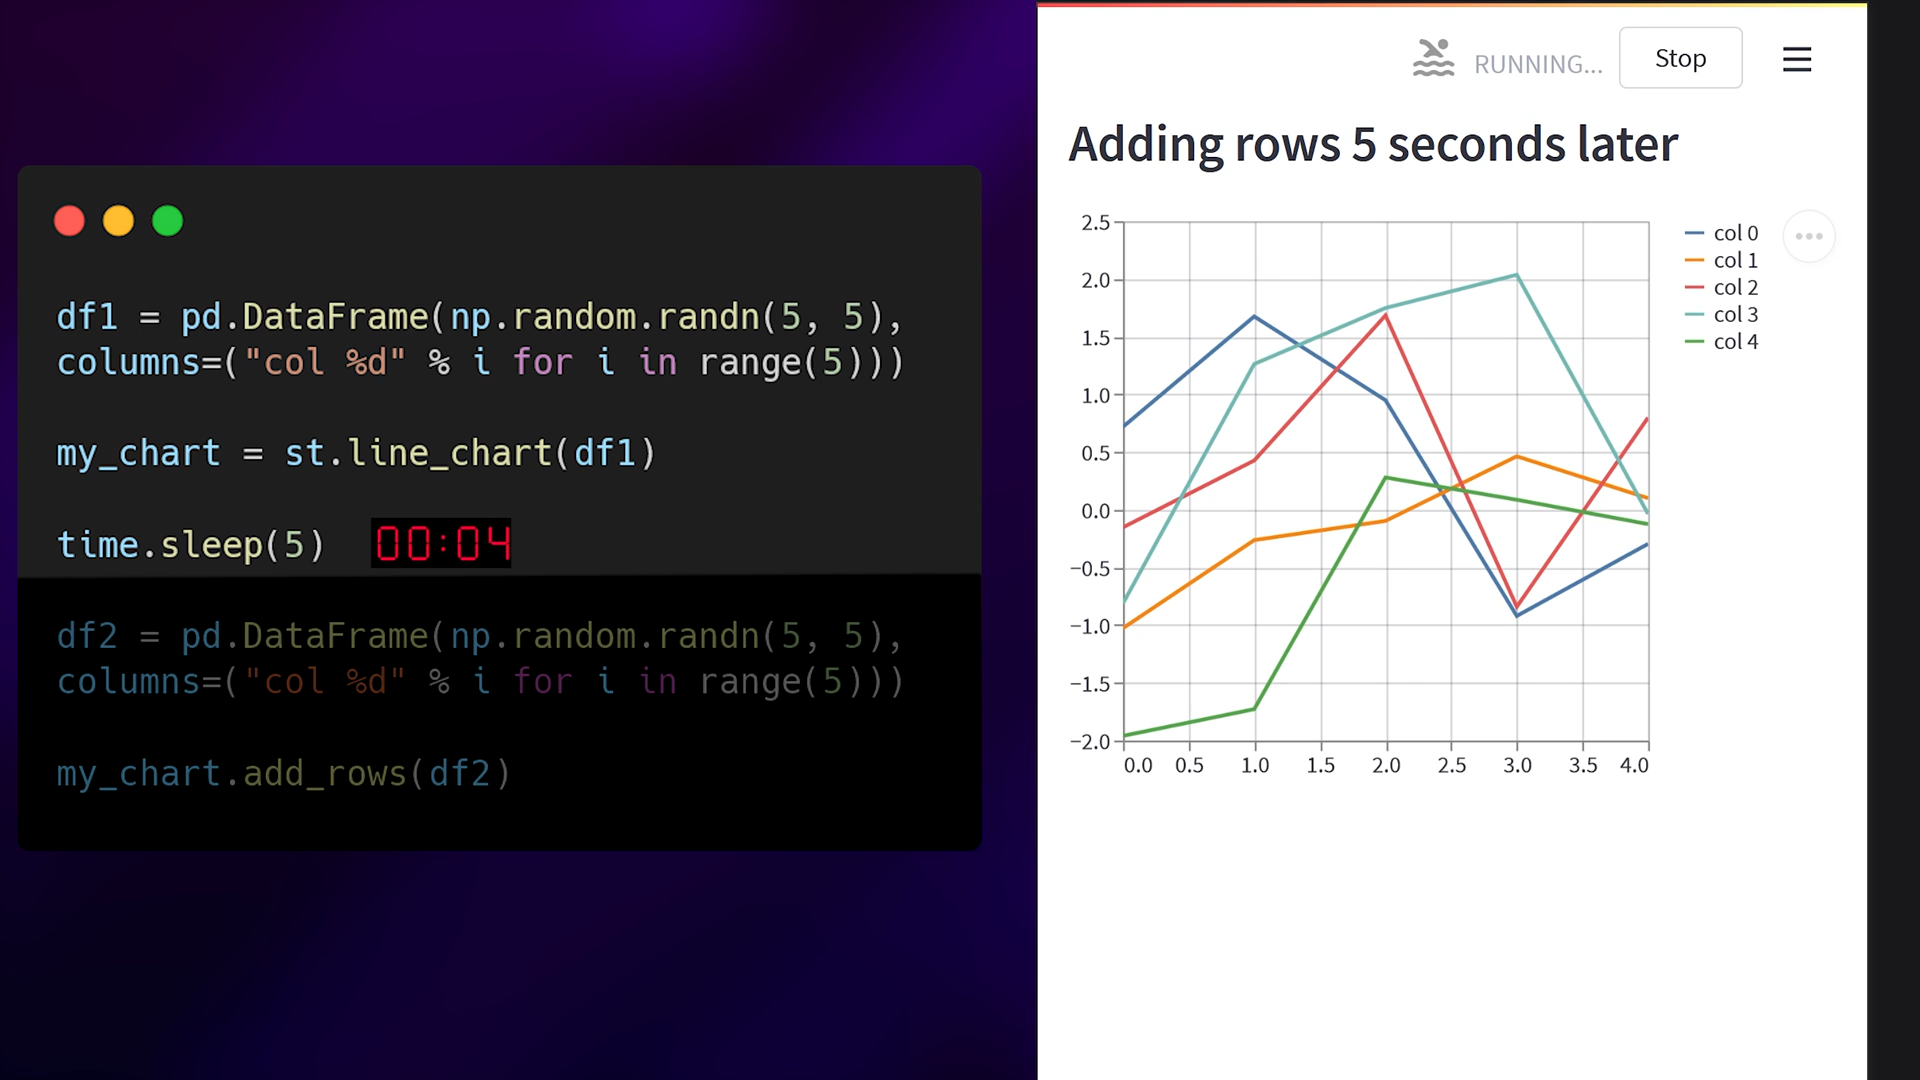 df1 = pd.DataFrame(np.random.randn(5, 5),
columns=("col %d" % i for i in range(5)))
my_chart = st.line_chart(df1)
time.sleep(5) 00:04
df2 = pd.DataFrame(np.random.randn(5, 5),
columns=("col %d" % i for i in range(5)))
my_chart.add_rows(df2)
RUNNING... Stop
Adding rows 5 seconds later
2.5
2.0
1.5
1.0
0.5
0.0
−0.5
−1.0
−1.5
−2.0
0.0 0.5 1.0 1.5 2.0 2.5 3.0 3.5 4.0
col 0
col 1
col 2
col 3
col 4